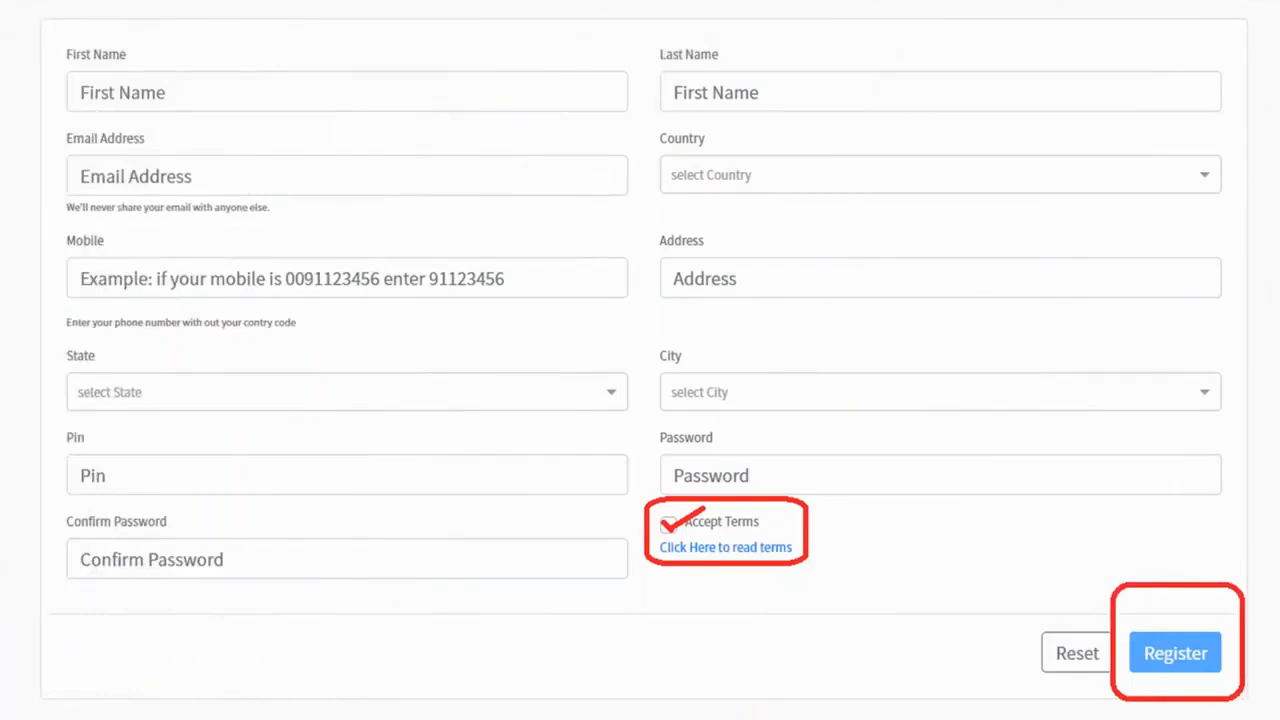 First Name
Last Name
First Name
First Name
Email Address
Country
Email Address
select Country
We'll never share your email with anyone else.
Mobile
Address
Example: if your mobile is 0091123456 enter 91123456
Address
Enter your phone number with out your contry code
State
City
select State
select City
Pin
Password
Pin
Password
Confirm Password
Accept Terms
Click Here to read terms
Confirm Password
Reset
Register